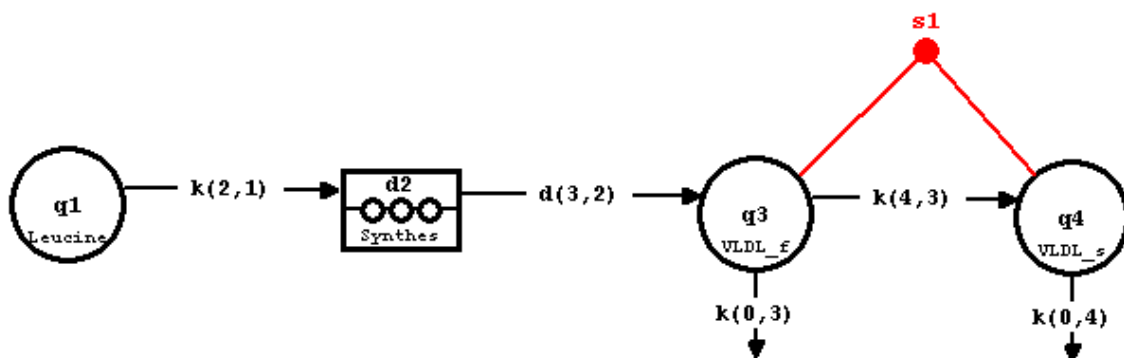 s1
q1
Leucine
k(2,1)
d2
Synthes
d(3,2)
q3
VLDL_f
k(4,3)
q4
VLDL_s
k(0,3)
k(0,4)